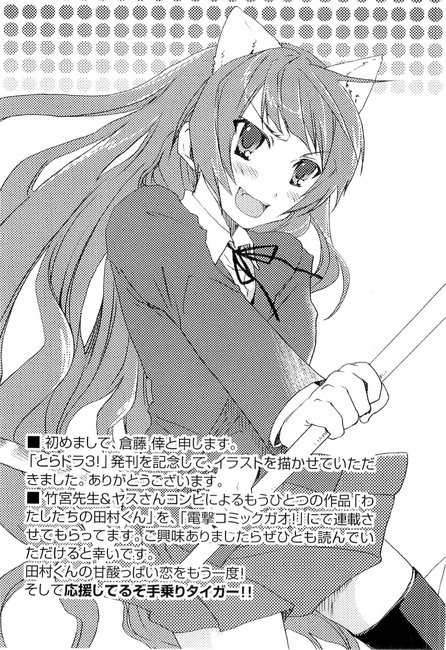 ■ 初めまして、倉藤 倖と申します。
「とらドラ3!」発刊を記念して、イラストを描かせていただ
きました。ありがとうございます。
■ 竹宮先生&ヤスさんコンビによるもうひとつの作品「わ
たしたちの田村くん」を、「電撃コミックガオ!」にて連載さ
せてもらってます。ご興味ありましたらぜひとも読んでい
ただけると幸いです。
田村くんの甘酸っぱい恋をもう一度!
そして応援してるぞ手乗りタイガー!!